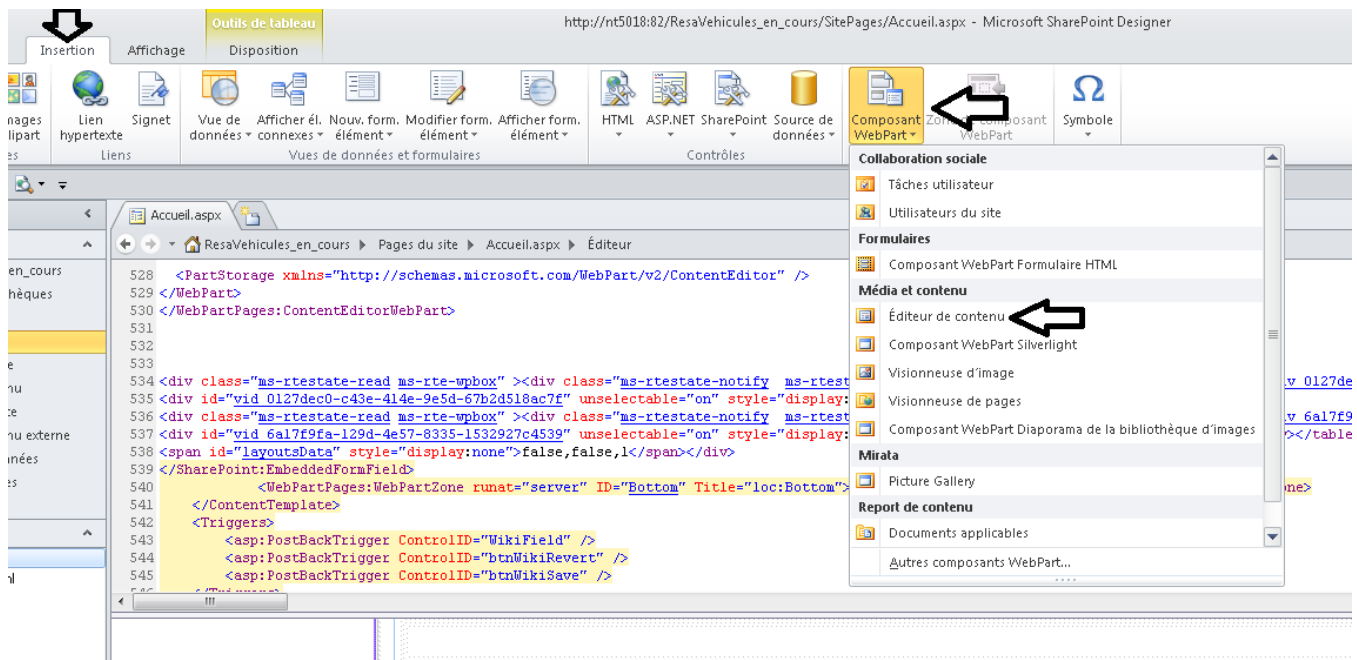 Outils de tableau
http://nt5018:82/ResaVehicules_en_cours/SitePages/Accueil.aspx - Microsoft SharePoint Designer
Insertion Affichage Disposition
Lien hypertexte
Signet
Vue de données
Afficher él. connexes
Nouv. form. élément
Modifier form. élément
Afficher form. élément
HTML
ASP.NET
SharePoint
Source de données
Composant WebPart
composant WebPart
Symbole
Liens
Vues de données et formulaires
Contrôles
Accueil.aspx
ResaVehicules_en_cours Pages du site Accueil.aspx Éditeur
en_cours
hèques
528 <PartStorage xmlns="http://schemas.microsoft.com/WebPart/v2/ContentEditor" />
529 </WebPart>
530 </WebPartPages:ContentEditorWebPart>
531
532
533
534 <div class="ms-rtestate-read ms-rte-wpbox" ><div class="ms-rtestate-notify ms-rtest
535 <div id="vid_0127dec0-c43e-414e-9e5d-67b2d518ac7f" unselectable="on" style="display:
536 <div class="ms-rtestate-read ms-rte-wpbox" ><div class="ms-rtestate-notify ms-rtest
537 <div id="vid_6a17f9fa-129d-4e57-8335-1532927c4539" unselectable="on" style="display:
538 <span id="layoutsData" style="display:none">false,false,1</span></div>
539 </SharePoint:EmbeddedFormField>
540 <WebPartPages:WebPartZone runat="server" ID="Bottom" Title="loc:Bottom">
541 </ContentTemplate>
542 <Triggers>
543 <asp:PostBackTrigger ControlID="WikiField" />
544 <asp:PostBackTrigger ControlID="btnWikiRevert" />
545 <asp:PostBackTrigger ControlID="btnWikiSave" />
Collaboration sociale
Tâches utilisateur
Utilisateurs du site
Formulaires
Composant WebPart Formulaire HTML
Média et contenu
Éditeur de contenu
Composant WebPart Silverlight
Visionneuse d'image
Visionneuse de pages
Composant WebPart Diaporama de la bibliothèque d'images
Mirata
Picture Gallery
Report de contenu
Documents applicables
Autres composants WebPart...